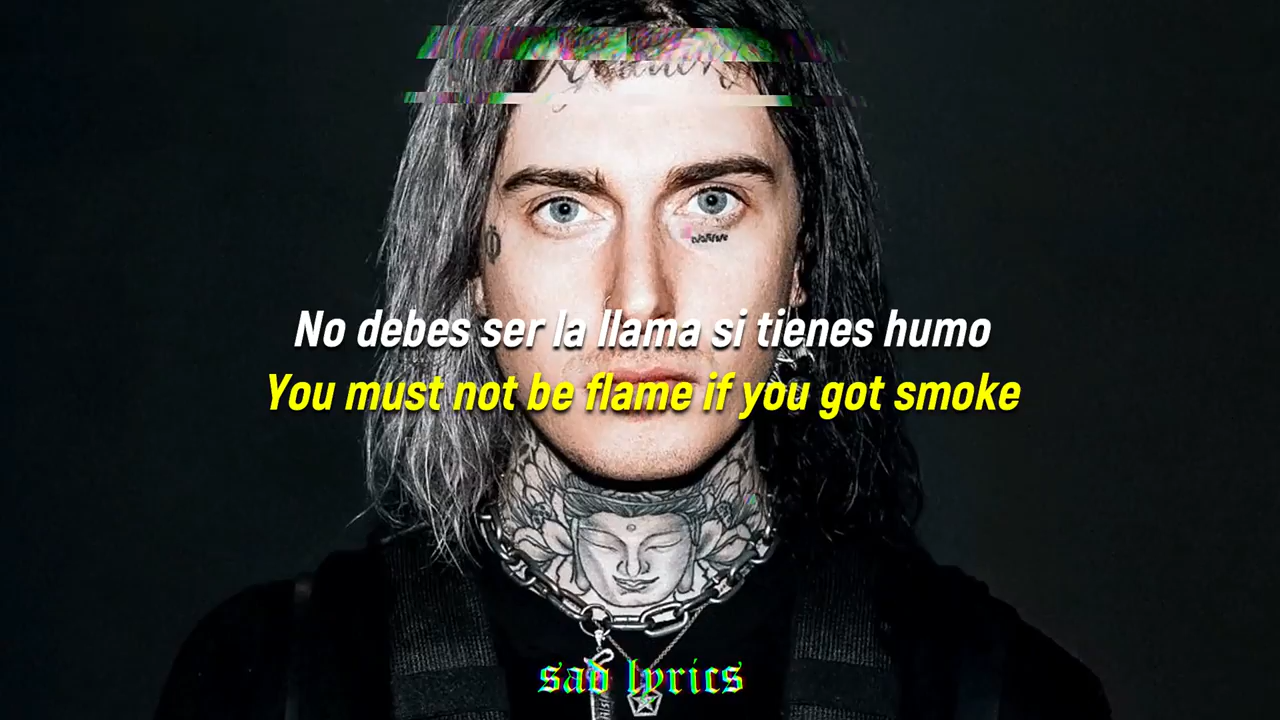 No debes ser la llama si tienes humo
You must not be flame if you got smoke
sad lyrics